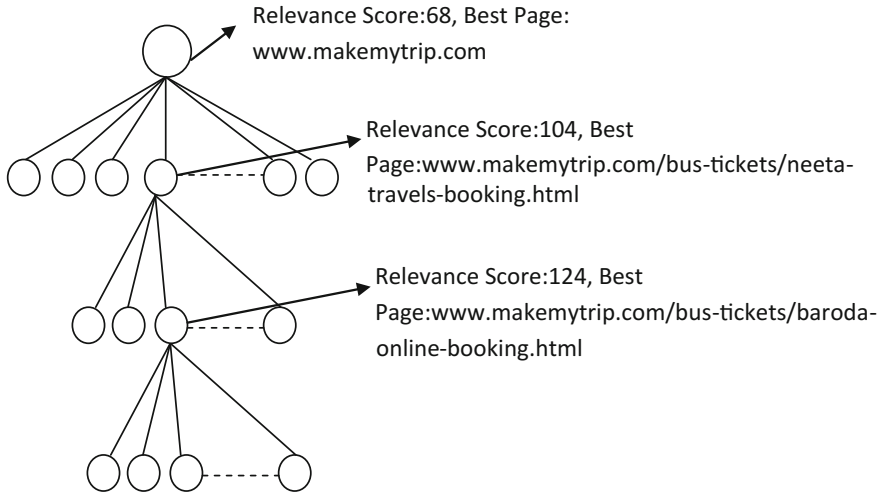 Relevance Score:68, Best Page:
www.makemytrip.com
Relevance Score:104, Best
Page:www.makemytrip.com/bus-tickets/neeta-
travels-booking.html
Relevance Score:124, Best
Page:www.makemytrip.com/bus-tickets/baroda-
online-booking.html